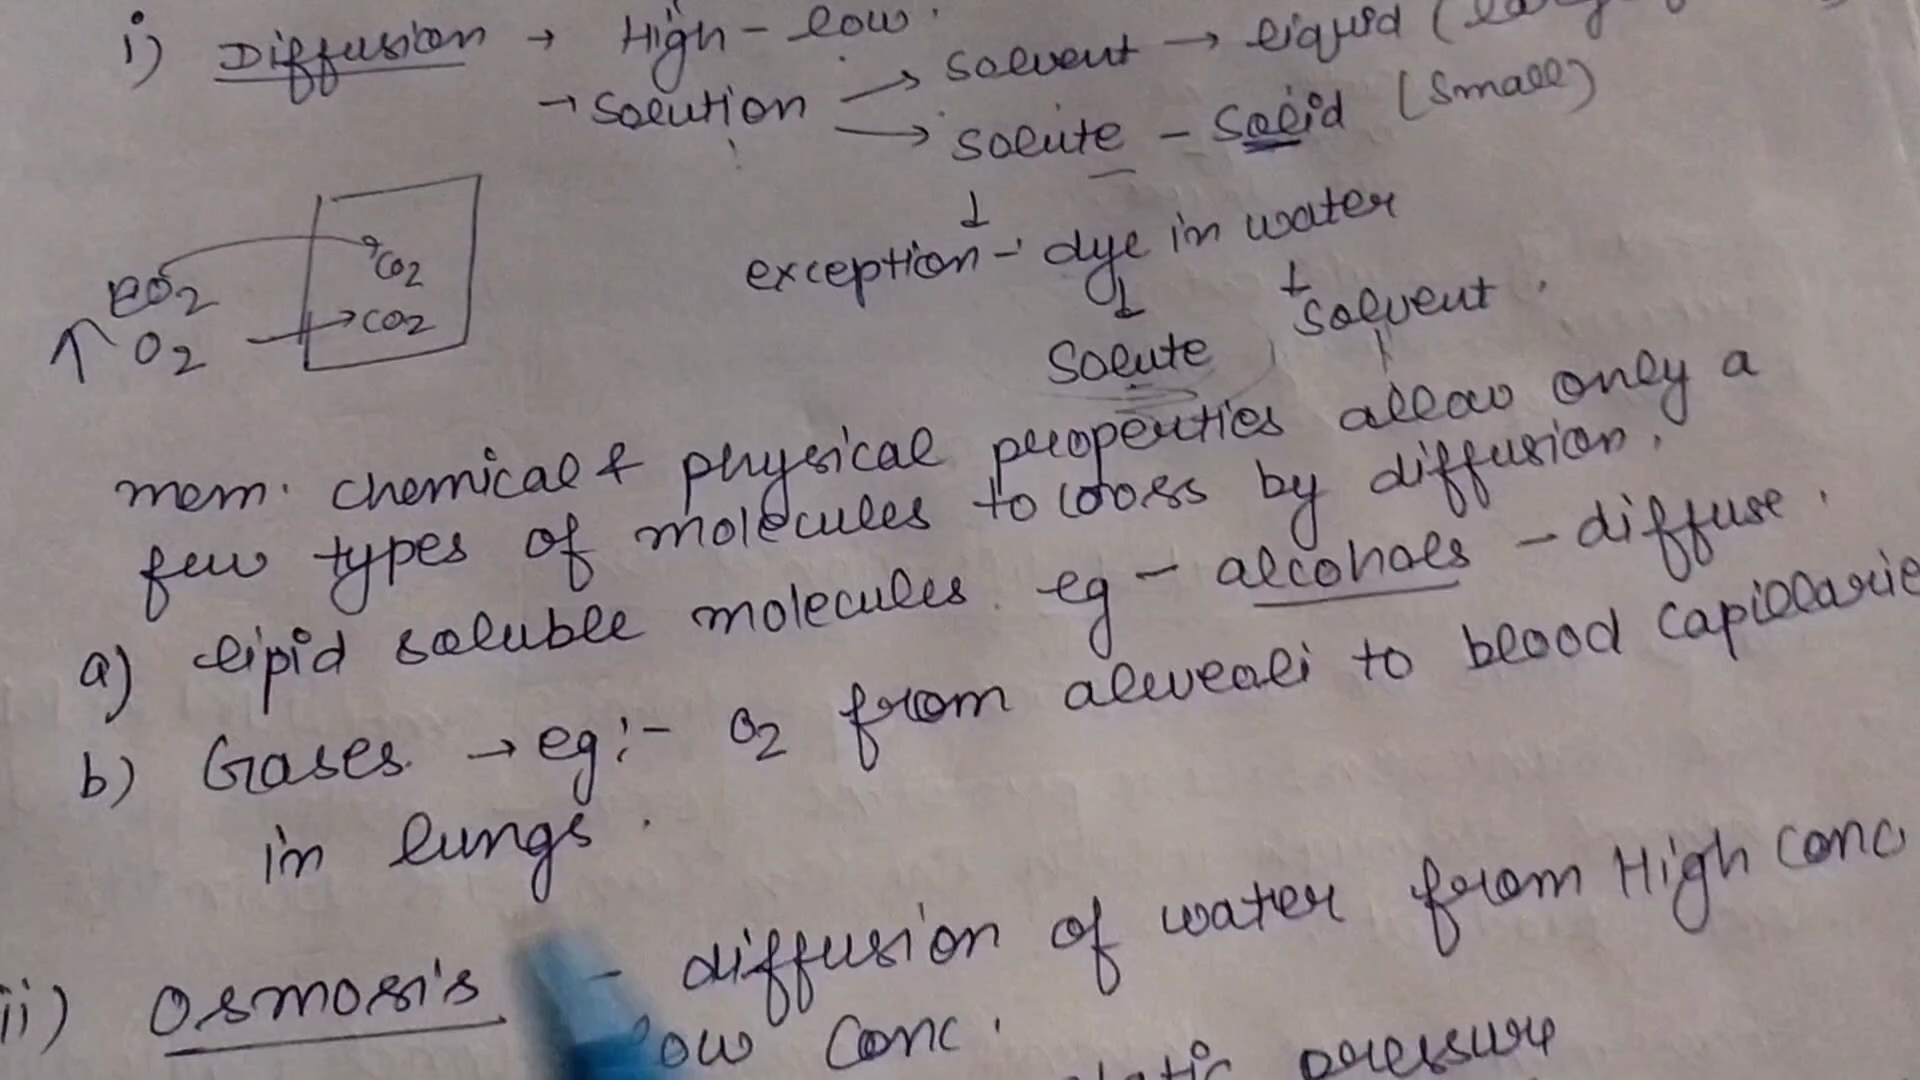 i) Diffusion → High - low.
→ Solution → solvent → liquid (
→ solute - solid (small)
↓
exception - dye in water
↓ ↓
Solute solvent.
CO2 CO2
↑ O2 → CO2
mem. chemical & physical properties allow only a
few types of molecules to cross by diffusion.
a) lipid soluble molecules. eg - alcohols - diffuse.
b) Gases. → eg:- O2 from alveoli to blood capillarie
in lungs.
ii) Osmosis - diffusion of water from High conc
low conc.
pressure